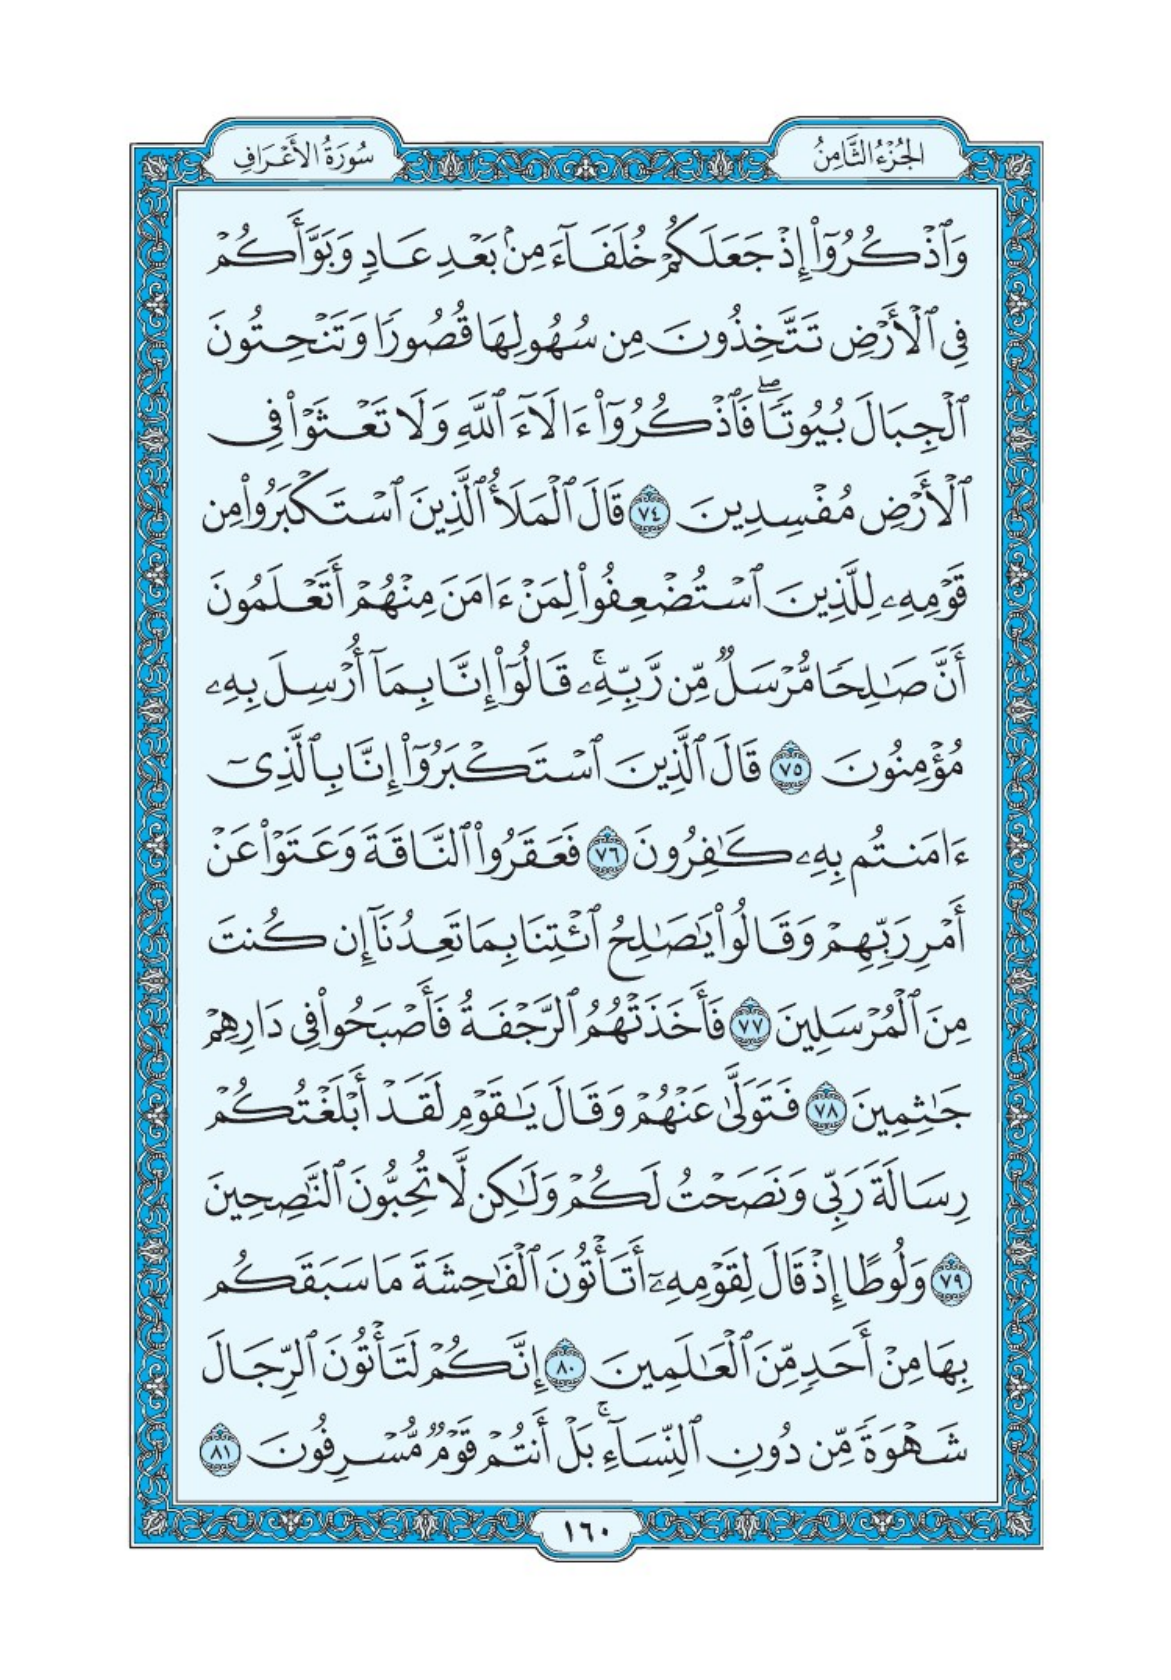 الجُزْءُ الثَّامِنُ
سُورَةُ الأَعْرَافِ
وَٱذْكُرُوٓا۟ إِذْ جَعَلَكُمْ خُلَفَآءَ مِنۢ بَعْدِ عَادٍ وَبَوَّأَكُمْ
فِى ٱلْأَرْضِ تَتَّخِذُونَ مِن سُهُولِهَا قُصُورًا وَتَنْحِتُونَ
ٱلْجِبَالَ بُيُوتًا ۖ فَٱذْكُرُوٓا۟ ءَالَآءَ ٱللَّهِ وَلَا تَعْثَوْا۟ فِى
ٱلْأَرْضِ مُفْسِدِينَ ٧٤ قَالَ ٱلْمَلَأُ ٱلَّذِينَ ٱسْتَكْبَرُوا۟ مِن
قَوْمِهِۦ لِلَّذِينَ ٱسْتُضْعِفُوا۟ لِمَنْ ءَامَنَ مِنْهُمْ أَتَعْلَمُونَ
أَنَّ صَـٰلِحًا مُّرْسَلٌ مِّن رَّبِّهِۦ ۚ قَالُوٓا۟ إِنَّا بِمَآ أُرْسِلَ بِهِۦ
مُؤْمِنُونَ ٧٥ قَالَ ٱلَّذِينَ ٱسْتَكْبَرُوٓا۟ إِنَّا بِٱلَّذِىٓ
ءَامَنتُم بِهِۦ كَـٰفِرُونَ ٧٦ فَعَقَرُوا۟ ٱلنَّاقَةَ وَعَتَوْا۟ عَنْ
أَمْرِ رَبِّهِمْ وَقَالُوا۟ يَـٰصَـٰلِحُ ٱئْتِنَا بِمَا تَعِدُنَآ إِن كُنتَ
مِنَ ٱلْمُرْسَلِينَ ٧٧ فَأَخَذَتْهُمُ ٱلرَّجْفَةُ فَأَصْبَحُوا۟ فِى دَارِهِمْ
جَـٰثِمِينَ ٧٨ فَتَوَلَّىٰ عَنْهُمْ وَقَالَ يَـٰقَوْمِ لَقَدْ أَبْلَغْتُكُمْ
رِسَالَةَ رَبِّى وَنَصَحْتُ لَكُمْ وَلَـٰكِن لَّا تُحِبُّونَ ٱلنَّـٰصِحِينَ
٧٩ وَلُوطًا إِذْ قَالَ لِقَوْمِهِۦٓ أَتَأْتُونَ ٱلْفَـٰحِشَةَ مَا سَبَقَكُم
بِهَا مِنْ أَحَدٍ مِّنَ ٱلْعَـٰلَمِينَ ٨٠ إِنَّكُمْ لَتَأْتُونَ ٱلرِّجَالَ
شَهْوَةً مِّن دُونِ ٱلنِّسَآءِ ۚ بَلْ أَنتُمْ قَوْمٌ مُّسْرِفُونَ ٨١
١٦٠